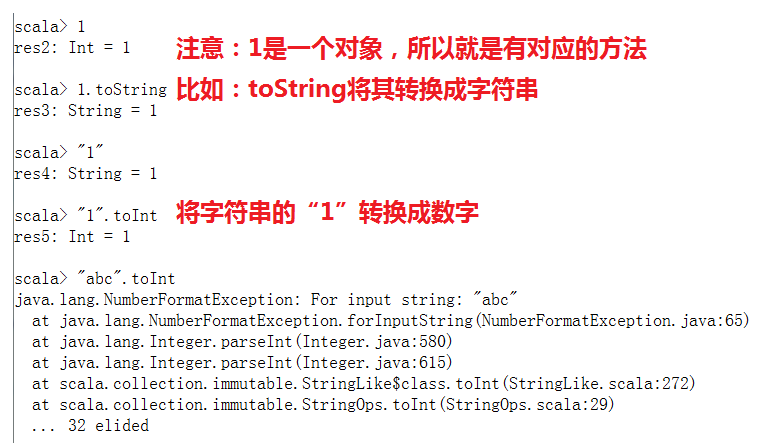 scala> 1
res2: Int = 1
注意：1是一个对象，所以就是有对应的方法
scala> 1.toString
比如：toString将其转换成字符串
res3: String = 1
scala> "1"
res4: String = 1
scala> "1".toInt
将字符串的“1”转换成数字
res5: Int = 1
scala> "abc".toInt
java.lang.NumberFormatException: For input string: "abc"
at java.lang.NumberFormatException.forInputString(NumberFormatException.java:65)
at java.lang.Integer.parseInt(Integer.java:580)
at java.lang.Integer.parseInt(Integer.java:615)
at scala.collection.immutable.StringLike$class.toInt(StringLike.scala:272)
at scala.collection.immutable.StringOps.toInt(StringOps.scala:29)
... 32 elided